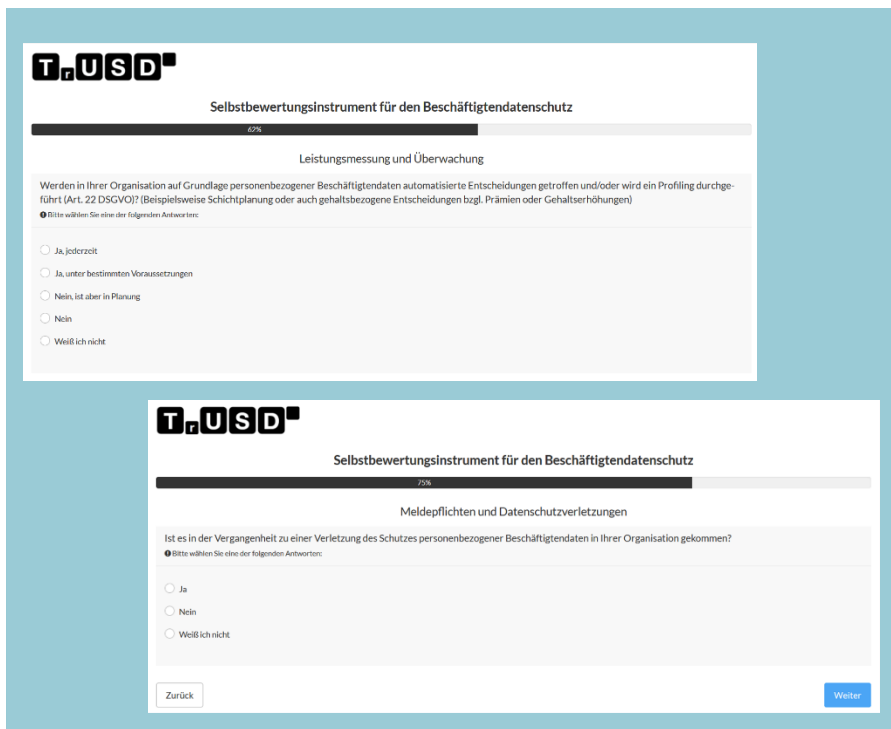 TrUSD
Selbstbewertungsinstrument für den Beschäftigtendatenschutz
62%
Leistungsmessung und Überwachung
Werden in Ihrer Organisation auf Grundlage personenbezogener Beschäftigtendaten automatisierte Entscheidungen getroffen und/oder wird ein Profiling durchge-
führt (Art. 22 DSGVO)? (Beispielsweise Schichtplanung oder auch gehaltsbezogene Entscheidungen bzgl. Prämien oder Gehaltserhöhungen)
Bitte wählen Sie eine der folgenden Antworten:
Ja, jederzeit
Ja, unter bestimmten Voraussetzungen
Nein, ist aber in Planung
Nein
Weiß ich nicht
TrUSD
Selbstbewertungsinstrument für den Beschäftigtendatenschutz
75%
Meldepflichten und Datenschutzverletzungen
Ist es in der Vergangenheit zu einer Verletzung des Schutzes personenbezogener Beschäftigtendaten in Ihrer Organisation gekommen?
Bitte wählen Sie eine der folgenden Antworten:
Ja
Nein
Weiß ich nicht
Zurück
Weiter